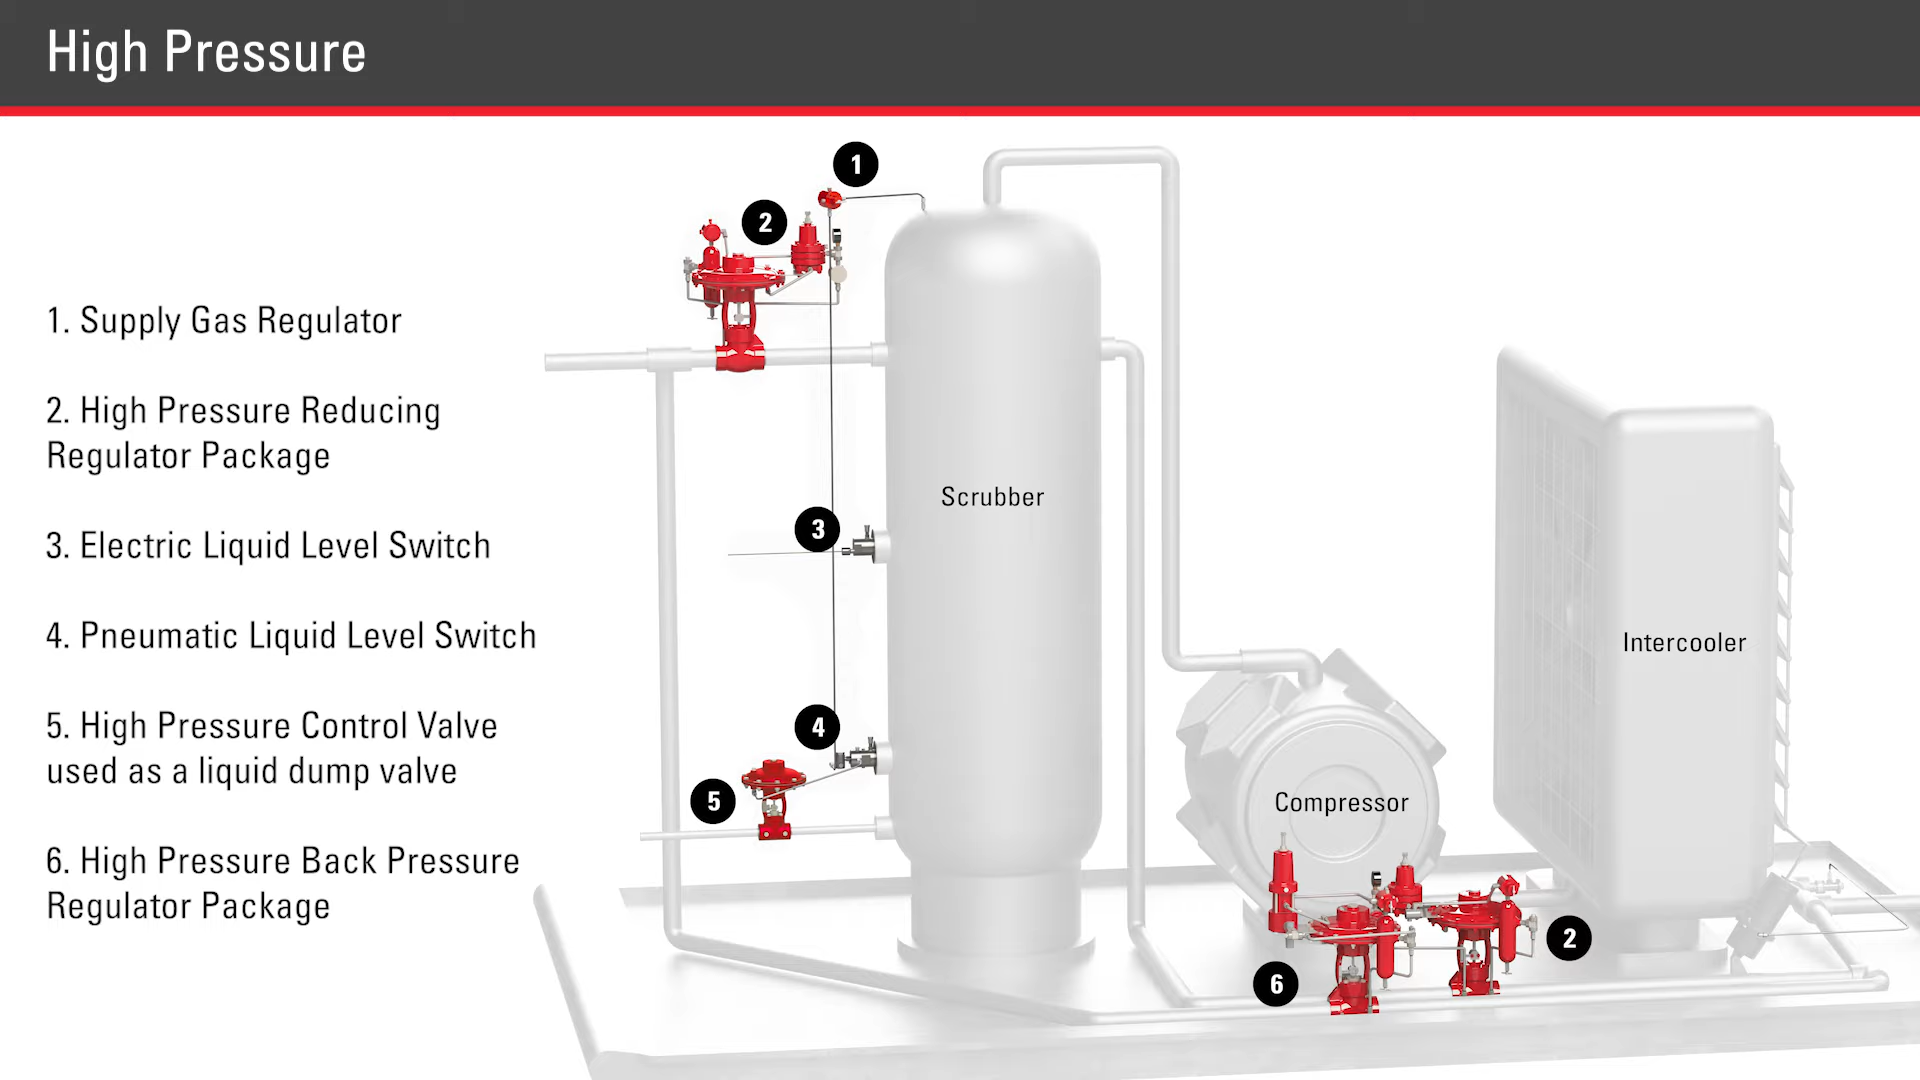 High Pressure
1. Supply Gas Regulator
2. High Pressure Reducing
Regulator Package
3. Electric Liquid Level Switch
4. Pneumatic Liquid Level Switch
5. High Pressure Control Valve
used as a liquid dump valve
6. High Pressure Back Pressure
Regulator Package
1
2
Scrubber
3
Intercooler
4
5
Compressor
2
6